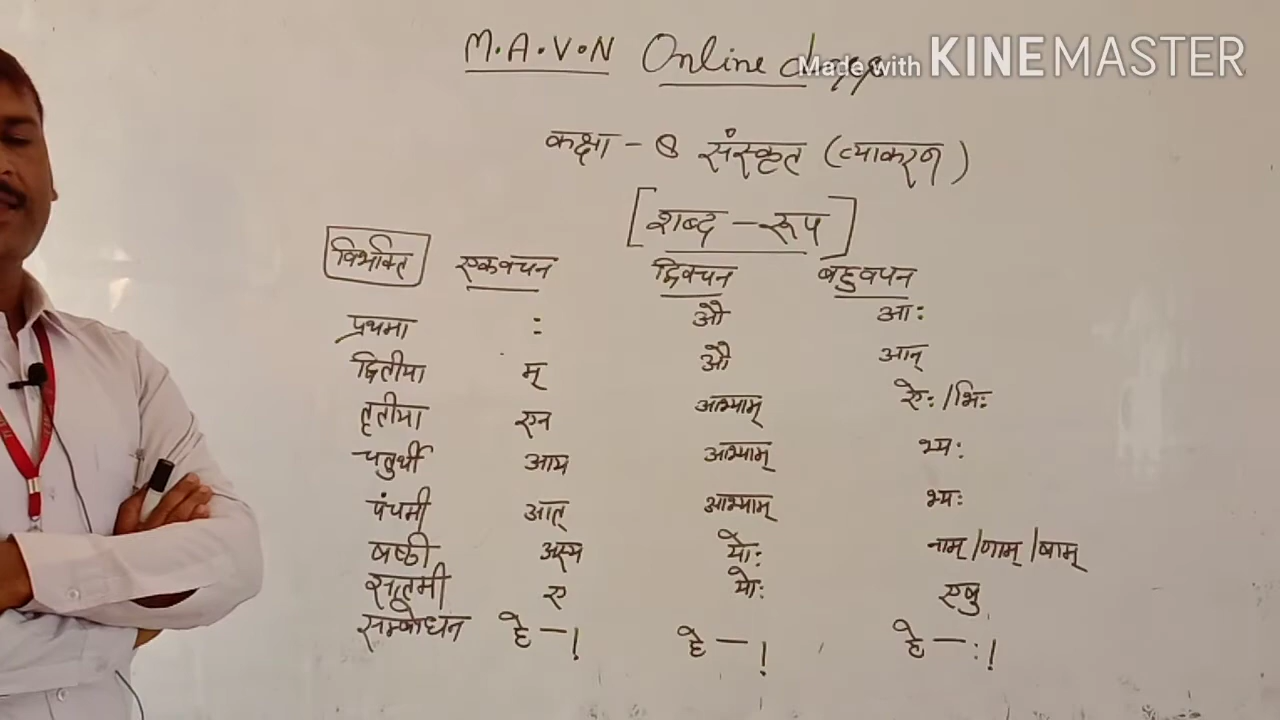 M.A.V.N Online
Made with KINEMASTER
कक्षा - 8 संस्कृत (व्याकरण)
[शब्द - रूप]
विभक्ति एकवचन द्विवचन बहुवचन
प्रथमा : औ आः
द्वितीया म् औ आन्
तृतीया एन आभ्याम् ऐः/भिः
चतुर्थी आय आभ्याम् भ्यः
पंचमी आत् आभ्याम् भ्यः
षष्ठी अस्य योः नाम्/णाम्/षाम्
सप्तमी ए योः एषु
सम्बोधन हे —! हे —! हे —:!